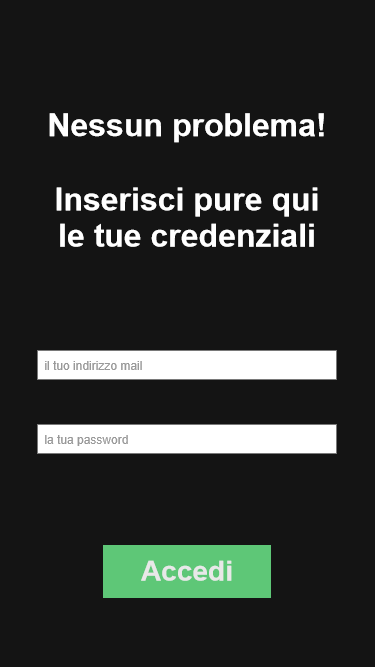 Nessun problema!
Inserisci pure qui
le tue credenziali
il tuo indirizzo mail
la tua password
Accedi